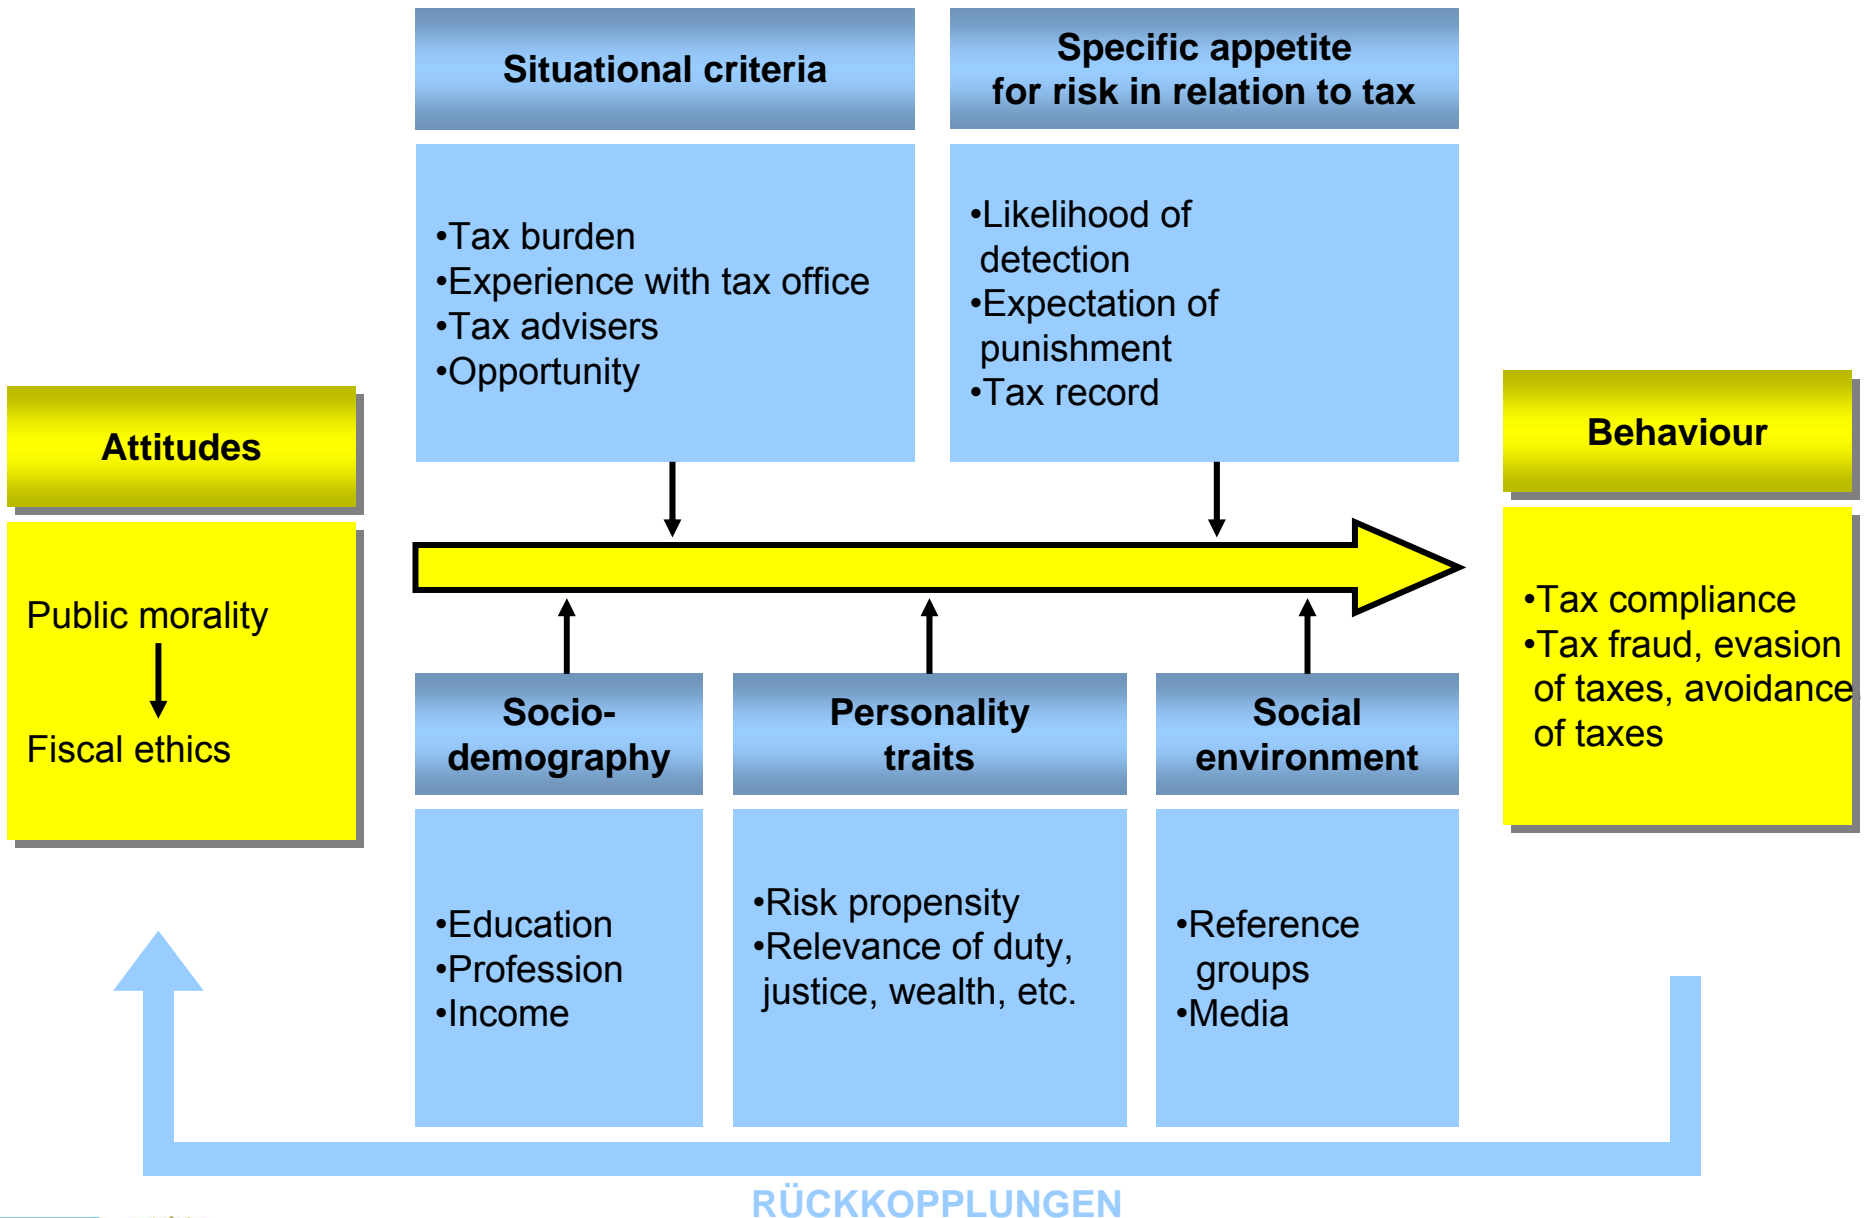 Situational criteria
•Tax burden
•Experience with tax office
•Tax advisers
•Opportunity
Specific appetite
for risk in relation to tax
•Likelihood of
detection
•Expectation of
punishment
•Tax record
Attitudes
Public morality
Fiscal ethics
Behaviour
•Tax compliance
•Tax fraud, evasion
of taxes, avoidance
of taxes
Socio-
demography
•Education
•Profession
•Income
Personality
traits
•Risk propensity
•Relevance of duty,
justice, wealth, etc.
Social
environment
•Reference
groups
•Media
RÜCKKOPPLUNGEN